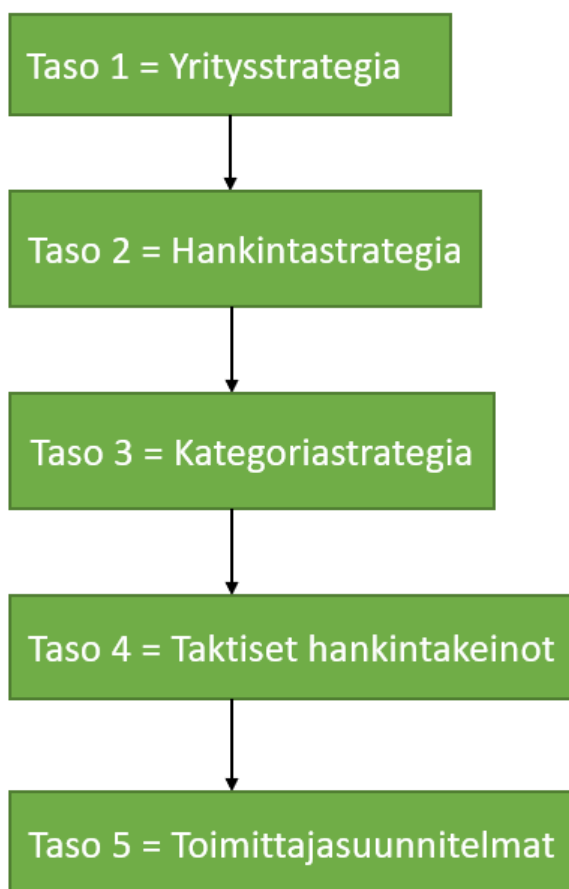 Taso 1 = Yritysstrategia
Taso 2 = Hankintastrategia
Taso 3 = Kategoriastrategia
Taso 4 = Taktiset hankintakeinot
Taso 5 = Toimittajasuunnitelmat